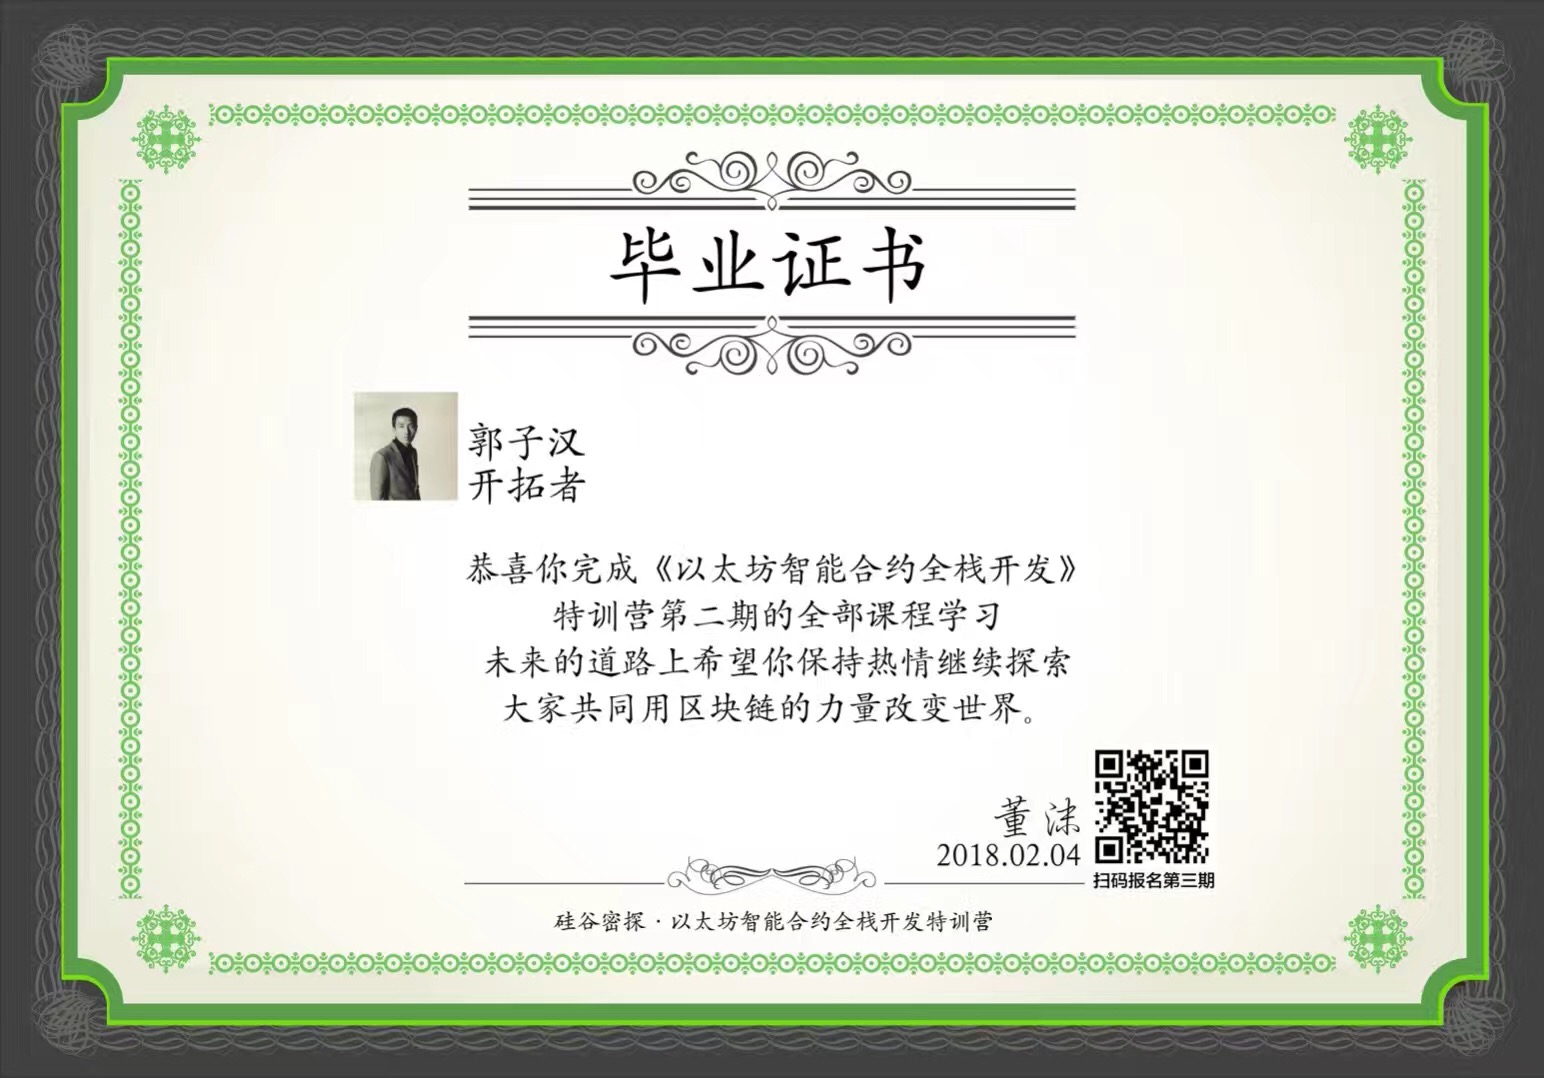 毕业证书
郭子汉
开拓者
恭喜你完成《以太坊智能合约全栈开发》
特训营第二期的全部课程学习
未来的道路上希望你保持热情继续探索
大家共同用区块链的力量改变世界。
董沫
2018.02.04
扫码报名第三期
硅谷密探·以太坊智能合约全栈开发特训营